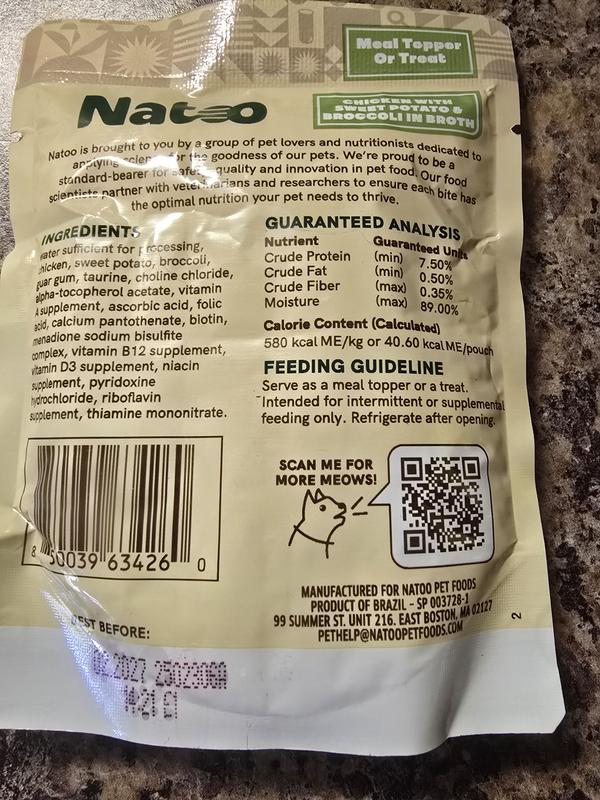 Meal Topper
Or Treat
Natoo
CHICKEN WITH
SWEET POTATO &
BROCCOLI IN BROTH
Natoo is brought to you by a group of pet lovers and nutritionists dedicated to
applying science for the goodness of our pets. We're proud to be a
standard-bearer for safety, quality and innovation in pet food. Our food
scientists partner with veterinarians and researchers to ensure each bite has
the optimal nutrition your pet needs to thrive.
INGREDIENTS
water sufficient for processing,
chicken, sweet potato, broccoli,
guar gum, taurine, choline chloride,
alpha-tocopherol acetate, vitamin
A supplement, ascorbic acid, folic
acid, calcium pantothenate, biotin,
menadione sodium bisulfite
complex, vitamin B12 supplement,
vitamin D3 supplement, niacin
supplement, pyridoxine
hydrochloride, riboflavin
supplement, thiamine mononitrate.
GUARANTEED ANALYSIS
Nutrient Guaranteed Units
Crude Protein (min) 7.50%
Crude Fat (min) 0.50%
Crude Fiber (max) 0.35%
Moisture (max) 89.00%
Calorie Content (Calculated)
580 kcal ME/kg or 40.60 kcal ME/pouch
FEEDING GUIDELINE
Serve as a meal topper or a treat.
Intended for intermittent or supplemental
feeding only. Refrigerate after opening.
8 50039 63426 0
SCAN ME FOR
MORE MEOWS!
MANUFACTURED FOR NATOO PET FOODS
PRODUCT OF BRAZIL - SP 003728-1
99 SUMMER ST. UNIT 216. EAST BOSTON, MA 02127
PETHELP@NATOOPETFOODS.COM
2
BEST BEFORE: